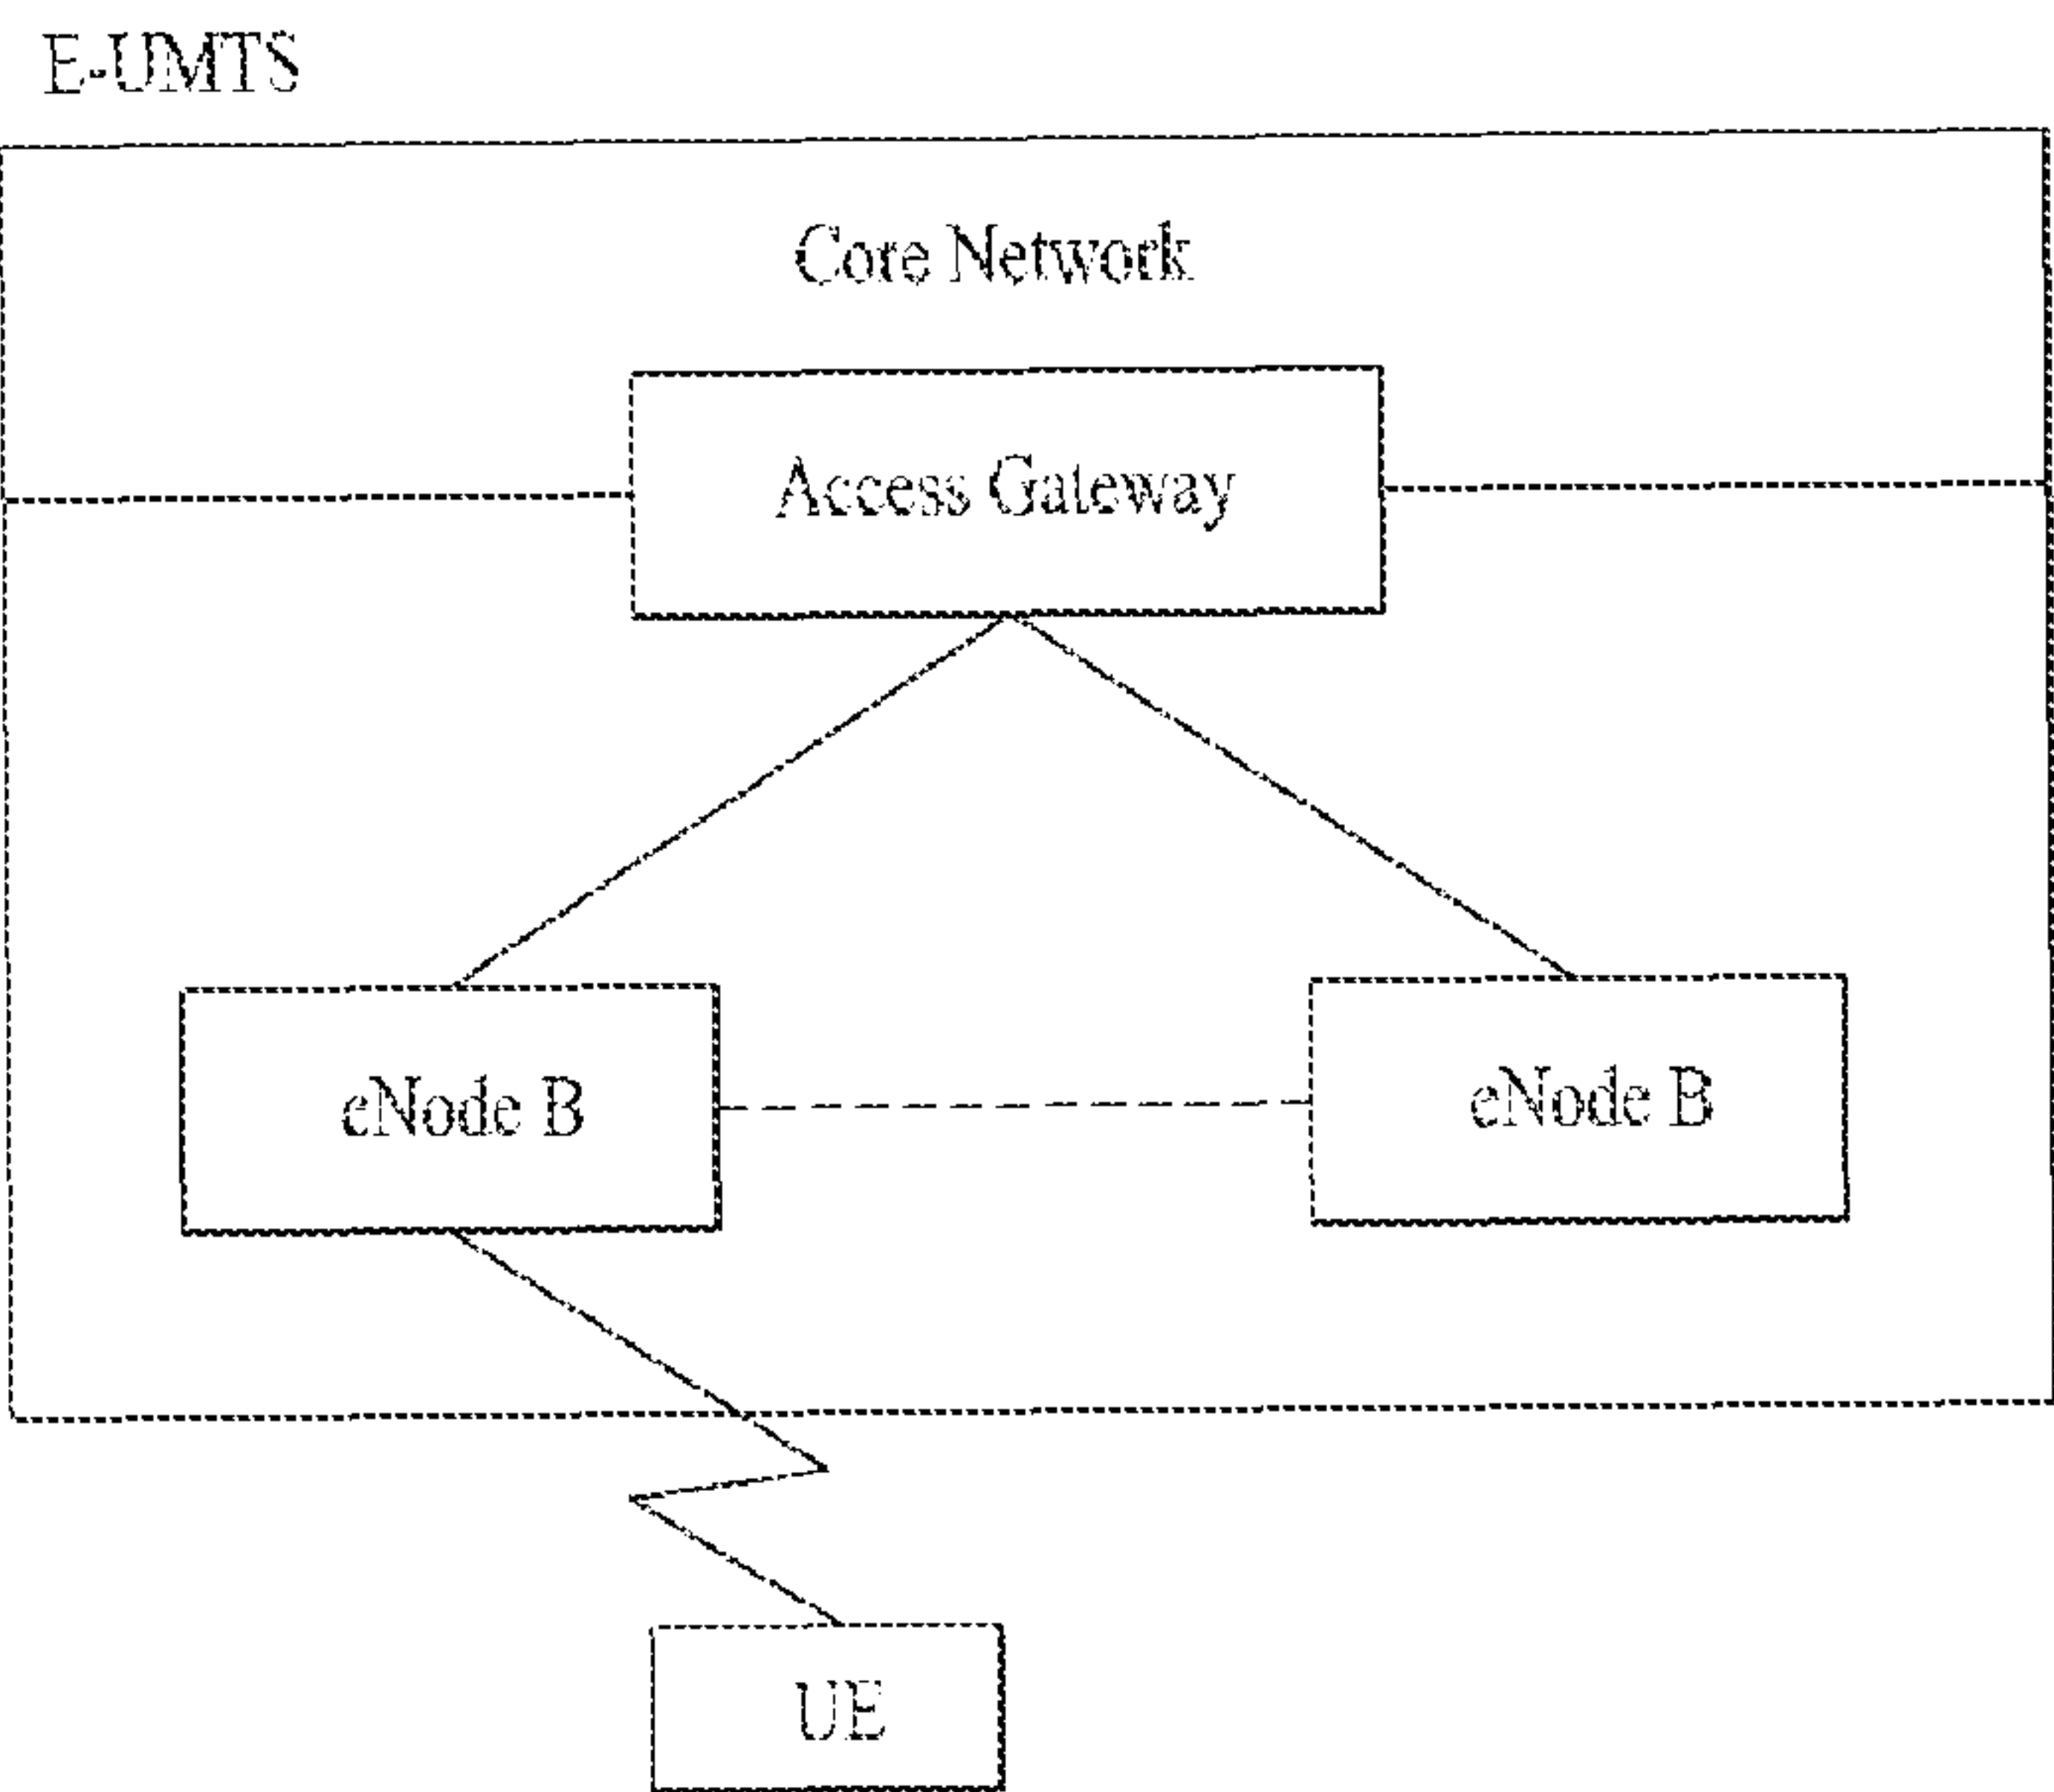 E-UMTS
Core Network
Access Gateway
eNode B
eNode B
UE